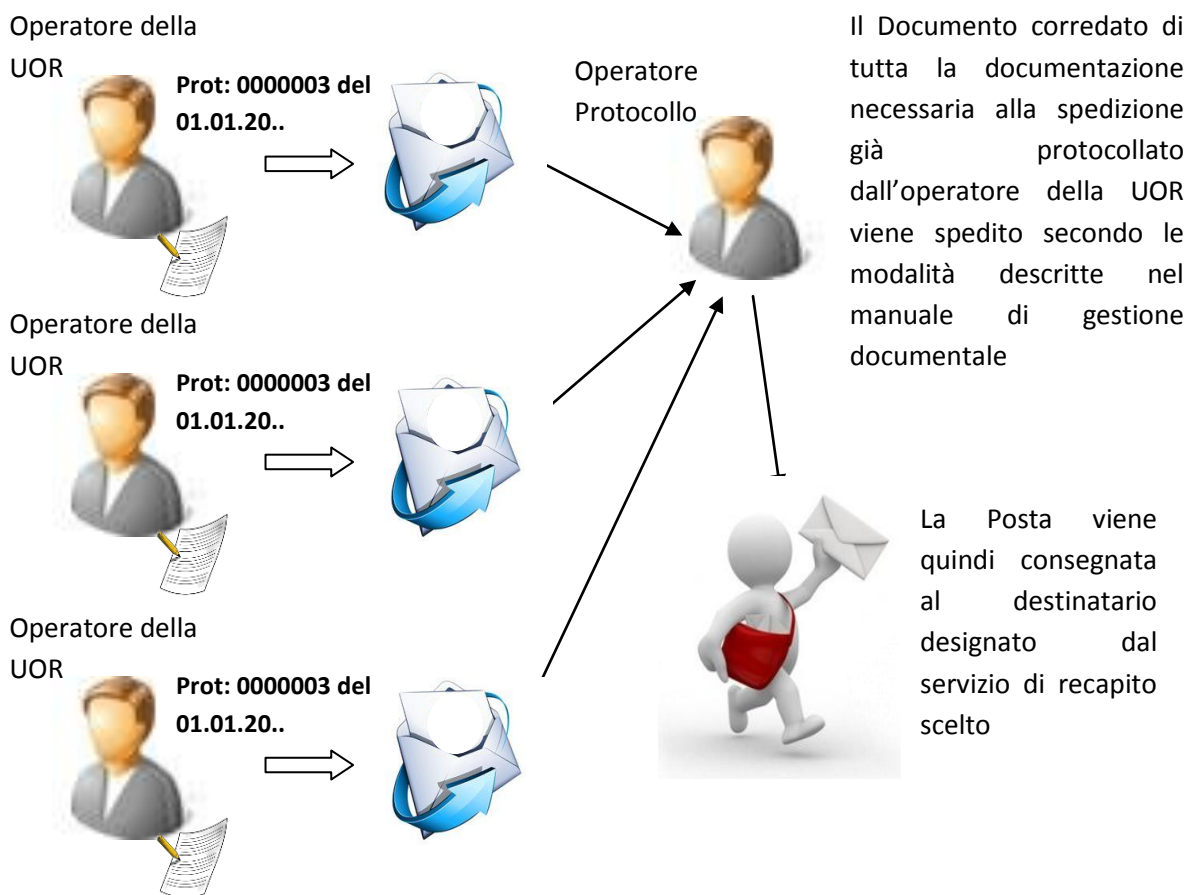 Operatore della
UOR
Prot: 0000003 del
01.01.20..
Operatore
Protocollo
Il Documento corredato di
tutta la documentazione
necessaria alla spedizione
già protocollato
dall’operatore della UOR
viene spedito secondo le
modalità descritte nel
manuale di gestione
documentale
Operatore della
UOR
Prot: 0000003 del
01.01.20..
La Posta viene
quindi consegnata
al destinatario
designato dal
servizio di recapito
scelto
Operatore della
UOR
Prot: 0000003 del
01.01.20..